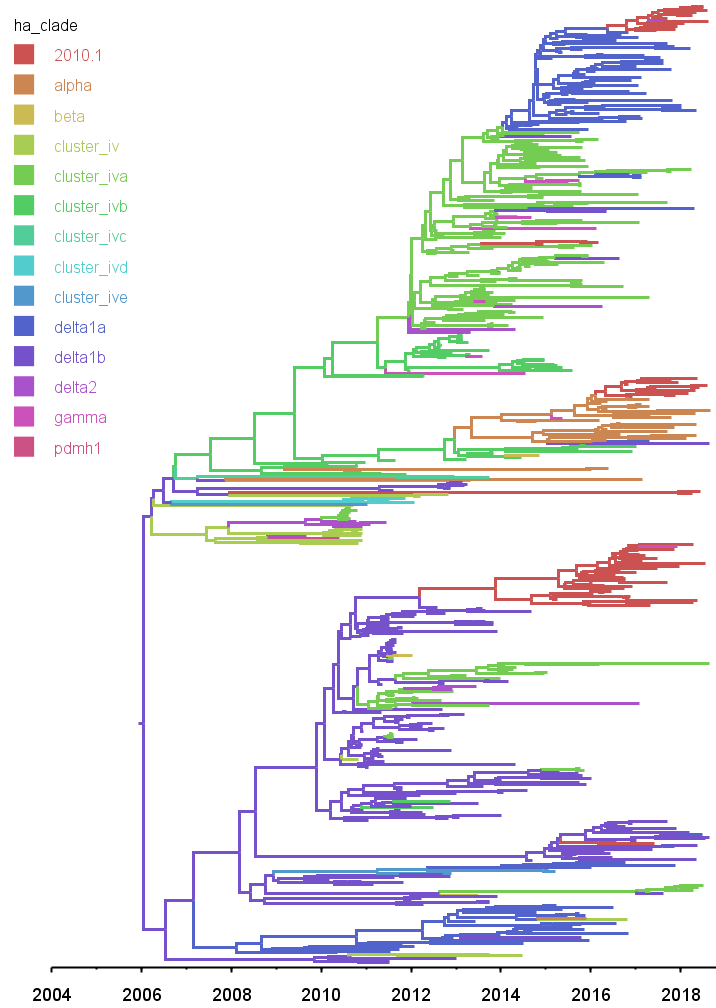 ha_clade
2010.1
alpha
beta
cluster_iv
cluster_iva
cluster_ivb
cluster_ivc
cluster_ivd
cluster_ive
delta1a
delta1b
delta2
gamma
pdmh1
2004 2006 2008 2010 2012 2014 2016 2018